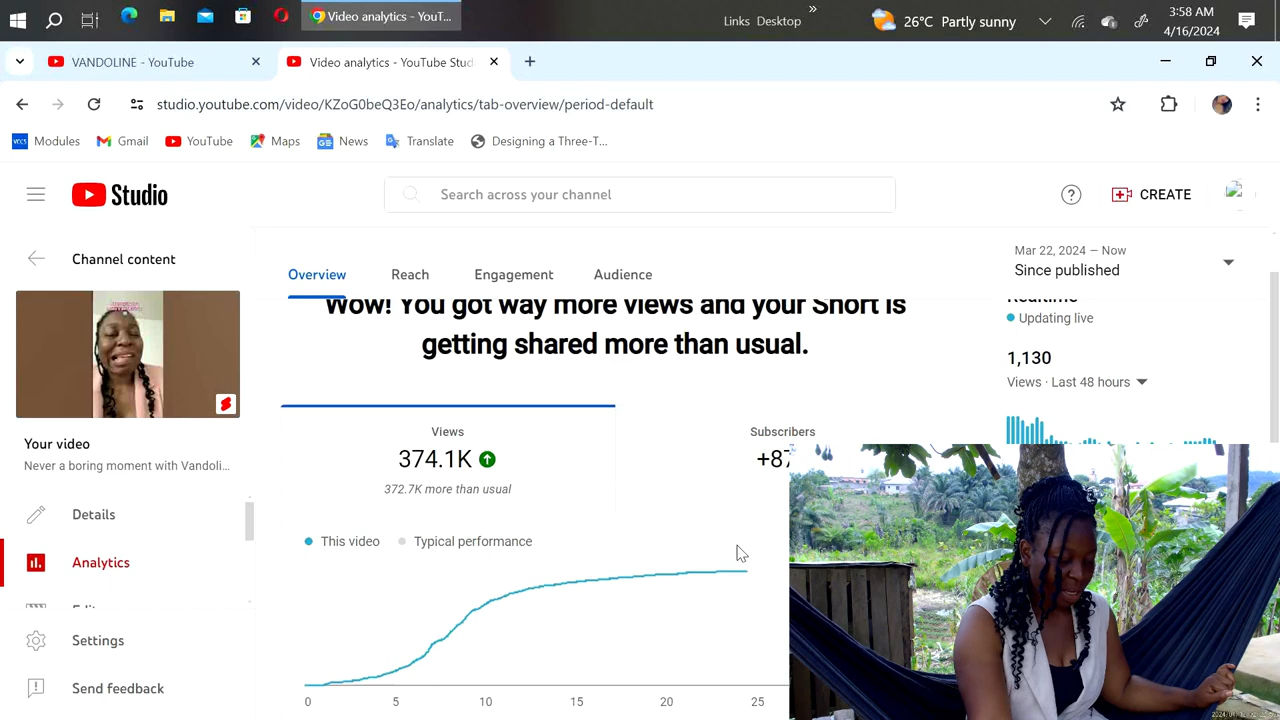 Video analytics - YouT...
Links Desktop
»
26°C Partly sunny
3:58 AM
4/16/2024
VANDOLINE - YouTube
Video analytics - YouTube Stud
studio.youtube.com/video/KZoG0beQ3Eo/analytics/tab-overview/period-default
VCCS Modules
Gmail
YouTube
Maps
News
Translate
Designing a Three-T...
Studio
Search across your channel
CREATE
Channel content
Overview
Reach
Engagement
Audience
Mar 22, 2024 – Now
Since published
Wow! You got way more views and your Short is
getting shared more than usual.
Realtime
Updating live
1,130
Views · Last 48 hours
Your video
Never a boring moment with Vandoli...
Views
374.1K
372.7K more than usual
Subscribers
+87
This video
Typical performance
0 5 10 15 20 25
Details
Analytics
Settings
Send feedback